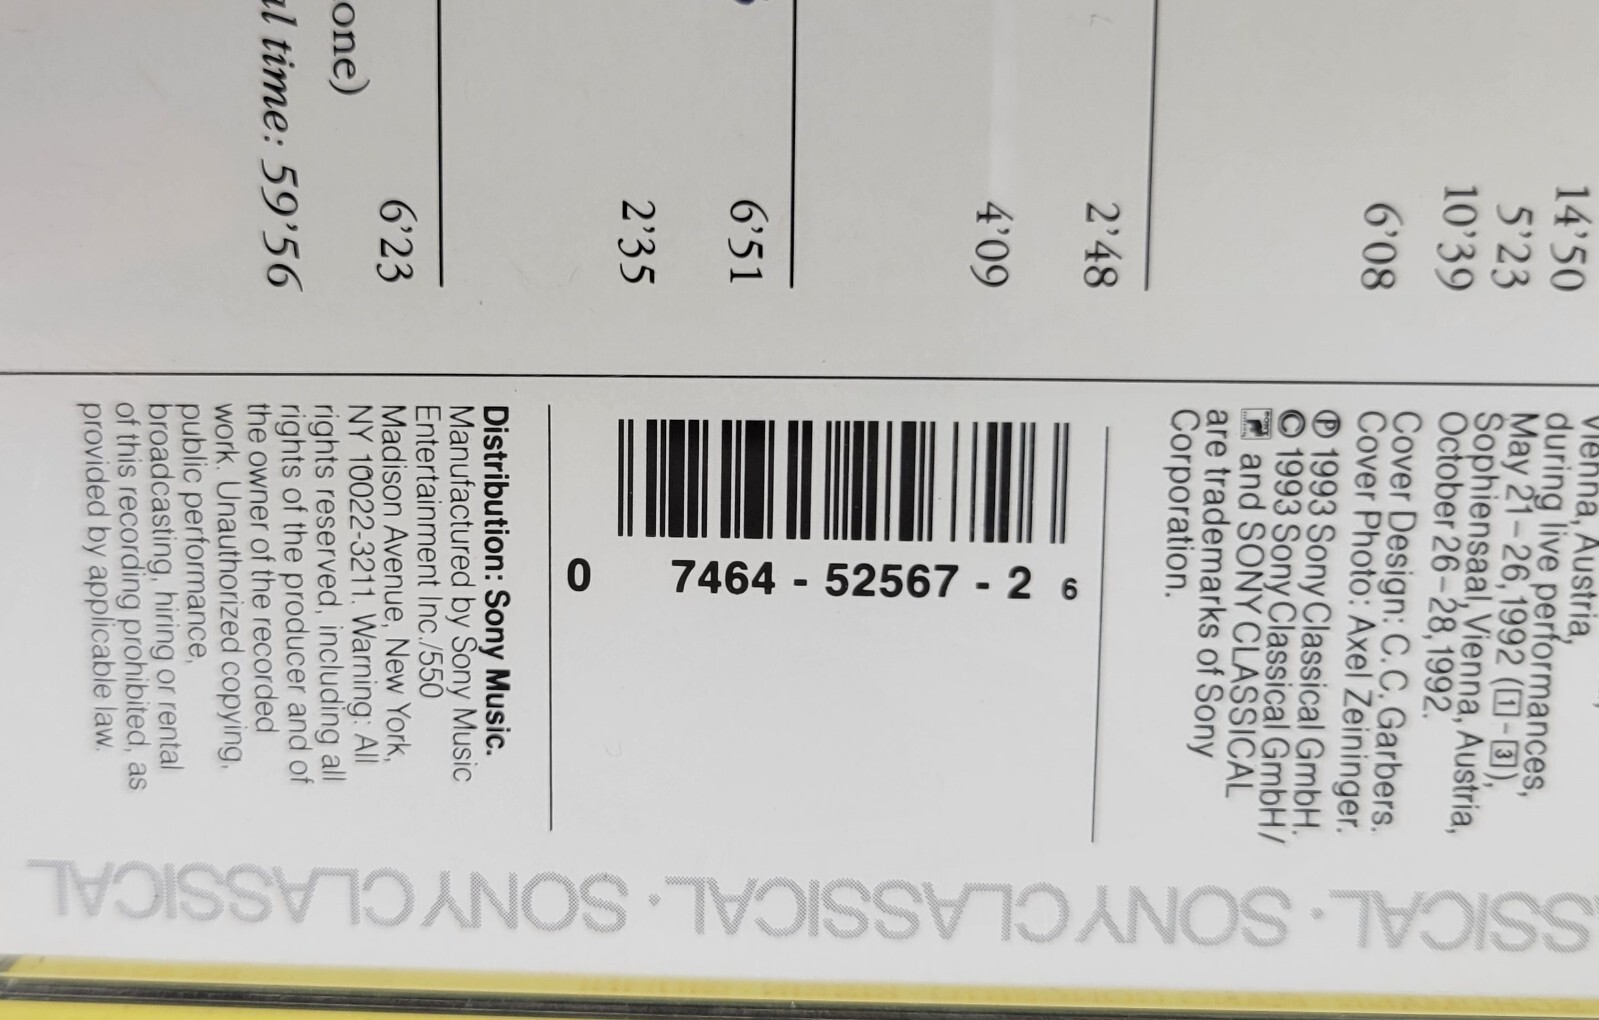 14'50
5'23
10'39
6'08
2'48
4'09
6'51
2'35
one)
6'23
time: 59'56
Vienna, Austria,
during live performances,
May 21–26, 1992 (1-3),
Sophiensaal, Vienna, Austria,
October 26–28, 1992.
Cover Design: C. C. Garbers.
Cover Photo: Axel Zeininger.
℗ 1993 Sony Classical GmbH.
© 1993 Sony Classical GmbH/
SONY and SONY CLASSICAL
are trademarks of Sony
Corporation.
0 7464 - 52567 - 2 6
Distribution: Sony Music.
Manufactured by Sony Music
Entertainment Inc./550
Madison Avenue, New York,
NY 10022-3211. Warning: All
rights reserved, including all
rights of the producer and of
the owner of the recorded
work. Unauthorized copying,
public performance,
broadcasting, hiring or rental
of this recording prohibited, as
provided by applicable law.
SONY CLASSICAL · SONY CLASSICAL · SSICAL